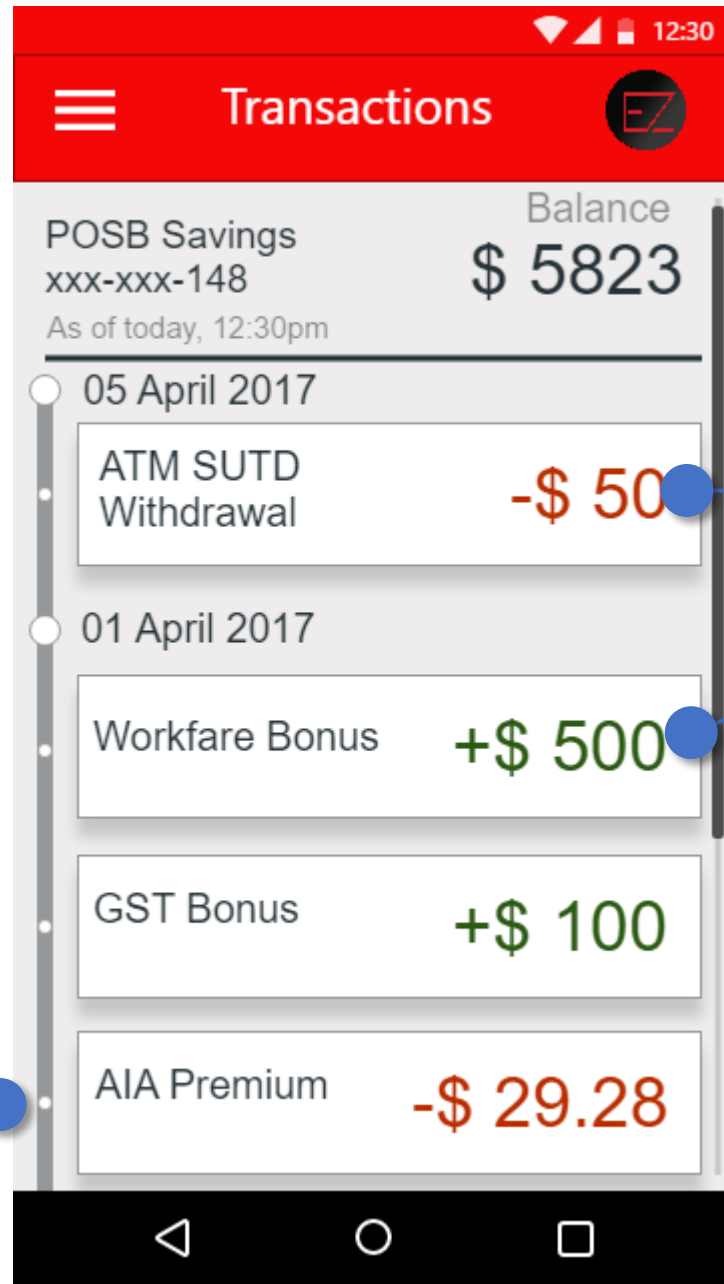 12:30
Transactions
EZ
POSB Savings
xxx-xxx-148
As of today, 12:30pm
Balance
$ 5823
05 April 2017
ATM SUTD
Withdrawal
-$ 50
01 April 2017
Workfare Bonus
+$ 500
GST Bonus
+$ 100
AIA Premium
-$ 29.28